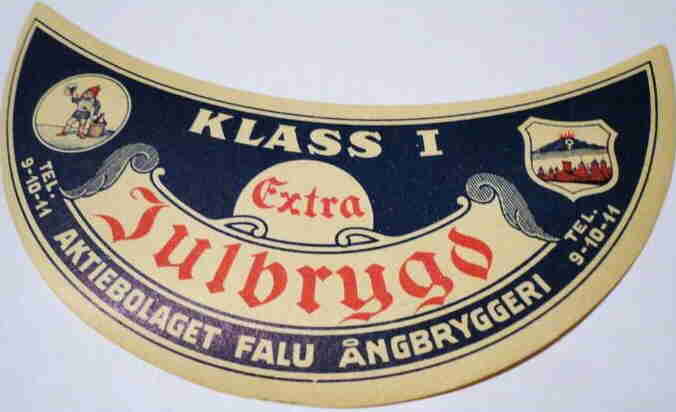 KLASS I
Extra
Julbrygd
TEL.
9-10-11
AKTIEBOLAGET FALU ÅNGBRYGGERI
TEL.
9-10-11